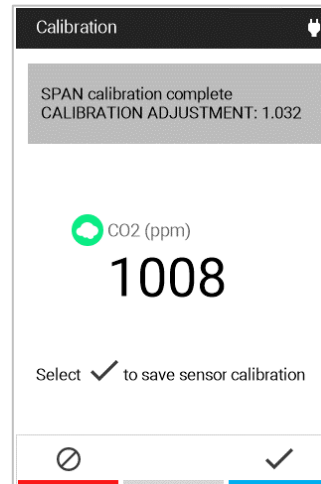 Calibration
SPAN calibration complete
CALIBRATION ADJUSTMENT: 1.032
CO2 (ppm)
1008
Select to save sensor calibration